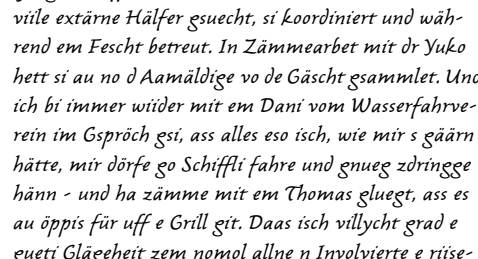 viile extärne Hälfer gsuecht, si koordiniert und wäh-
rend em Fescht betreut. In Zämmearbet mit dr Yuko
hett si au no d Aamäldige vo de Gäscht gsammlet. Und
ich bi immer wiider mit em Dani vom Wasserfahrve-
rein im Gspröch gsi, ass alles eso isch, wie mir s gäärn
hätte, mir dörfe go Schiffli fahre und gnueg zdringge
hänn - und ha zämme mit em Thomas gluegt, ass es
au öppis für uff e Grill git. Daas isch villycht grad e
gueti Glägeheit zem nomol allne n Involvierte e riise-